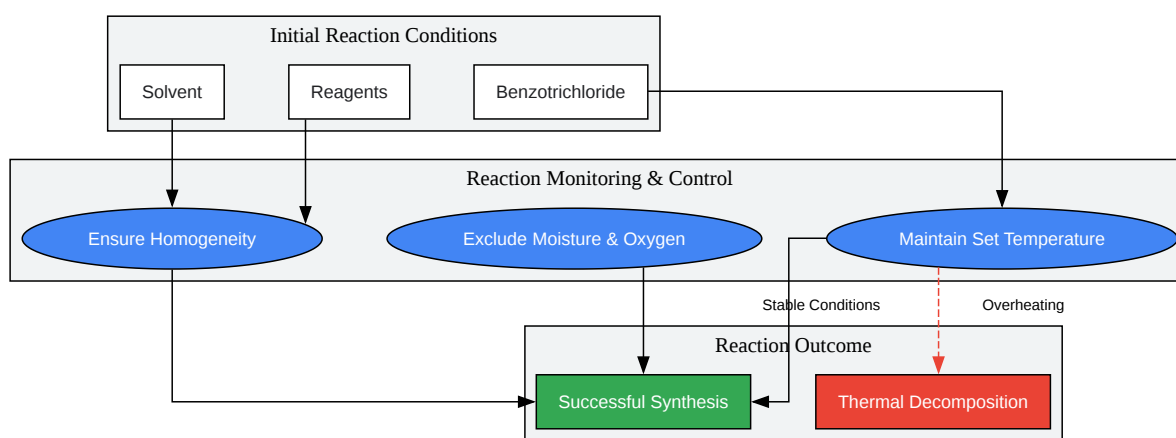 Initial Reaction Conditions
Solvent
Reagents
Benzotrichloride
Reaction Monitoring & Control
Ensure Homogeneity
Exclude Moisture & Oxygen
Maintain Set Temperature
Stable Conditions
Overheating
Reaction Outcome
Successful Synthesis
Thermal Decomposition